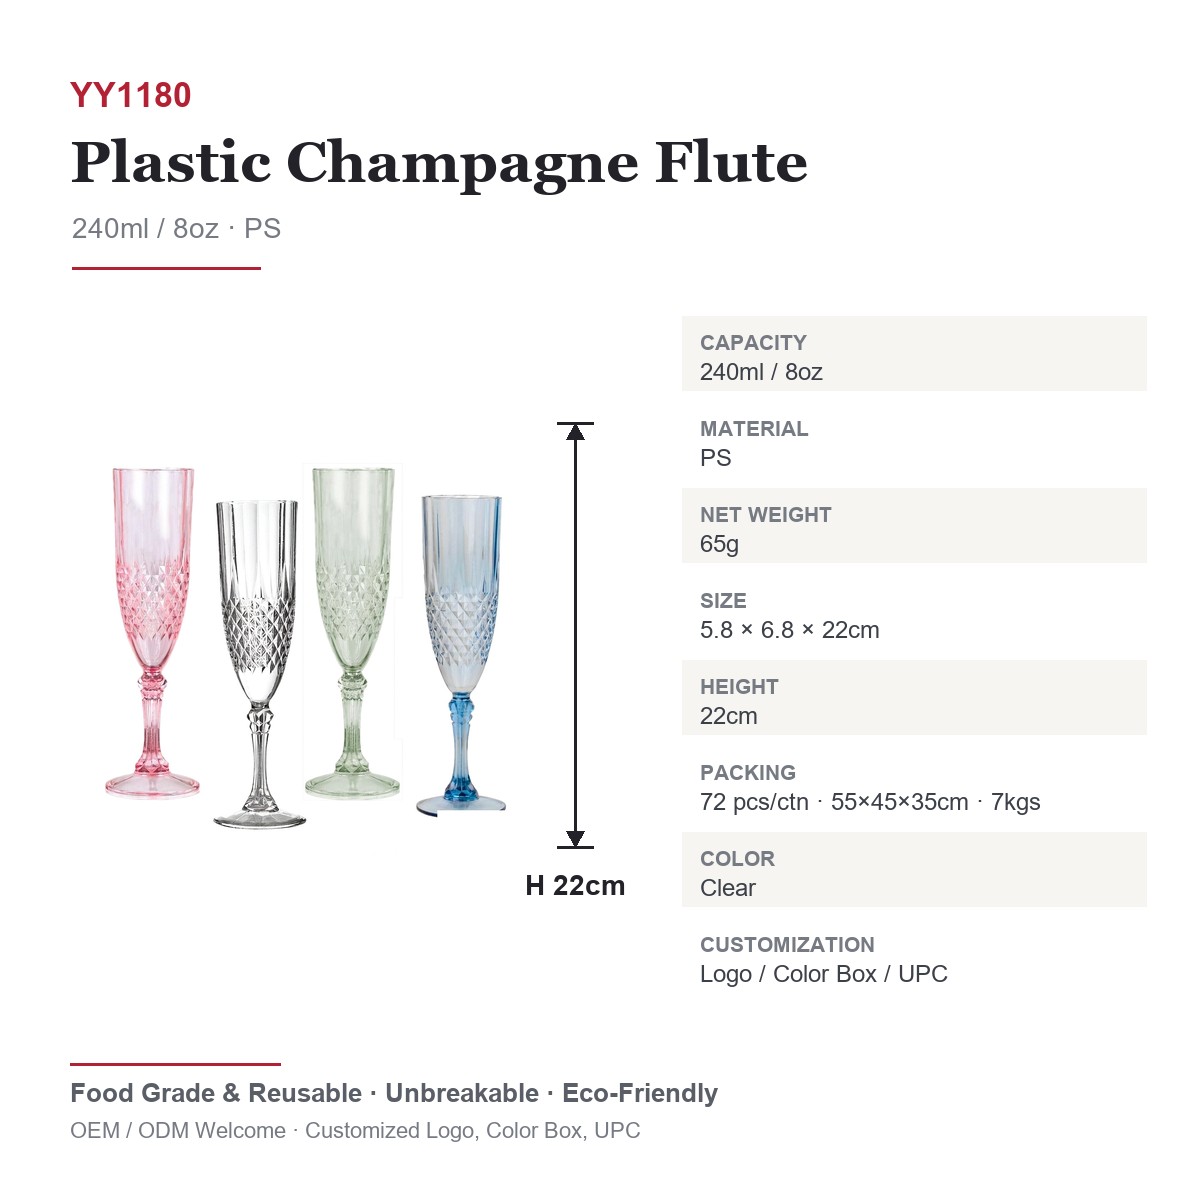 YY1180
Plastic Champagne Flute
240ml / 8oz · PS
CAPACITY
240ml / 8oz
MATERIAL
PS
NET WEIGHT
65g
SIZE
5.8 × 6.8 × 22cm
HEIGHT
22cm
PACKING
72 pcs/ctn · 55×45×35cm · 7kgs
COLOR
Clear
CUSTOMIZATION
Logo / Color Box / UPC
H 22cm
Food Grade & Reusable · Unbreakable · Eco-Friendly
OEM / ODM Welcome · Customized Logo, Color Box, UPC